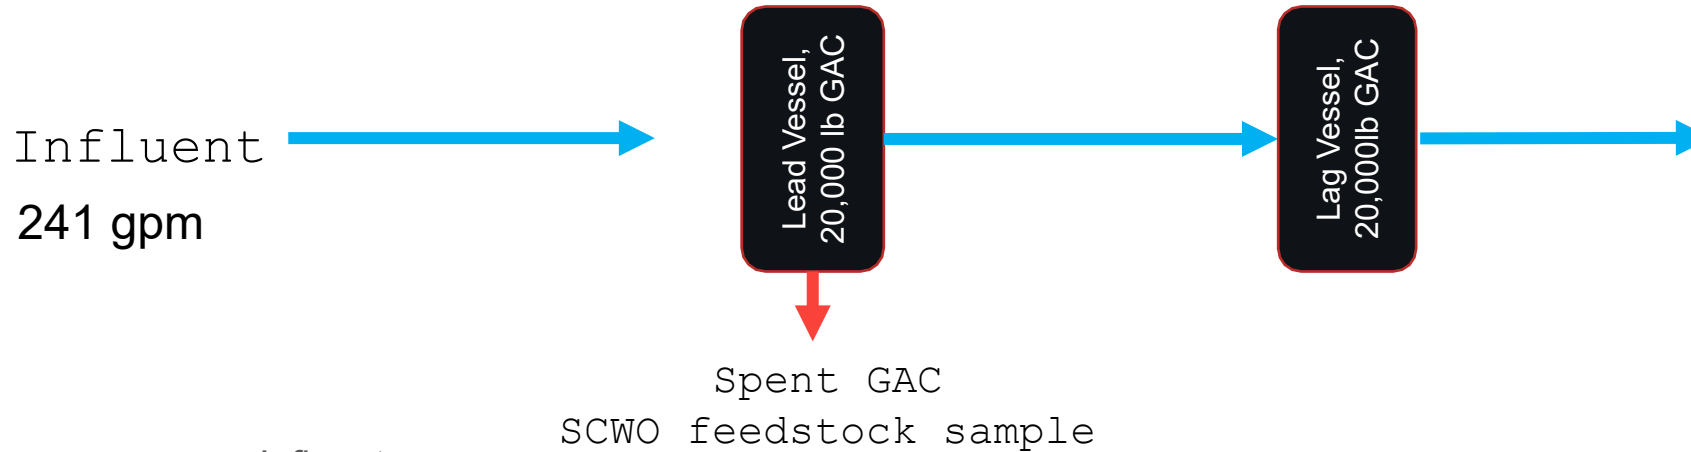 Influent
241 gpm
Lead Vessel,
20,000 lb GAC
Lag Vessel,
20,000lb GAC
Spent GAC
SCWO feedstock sample